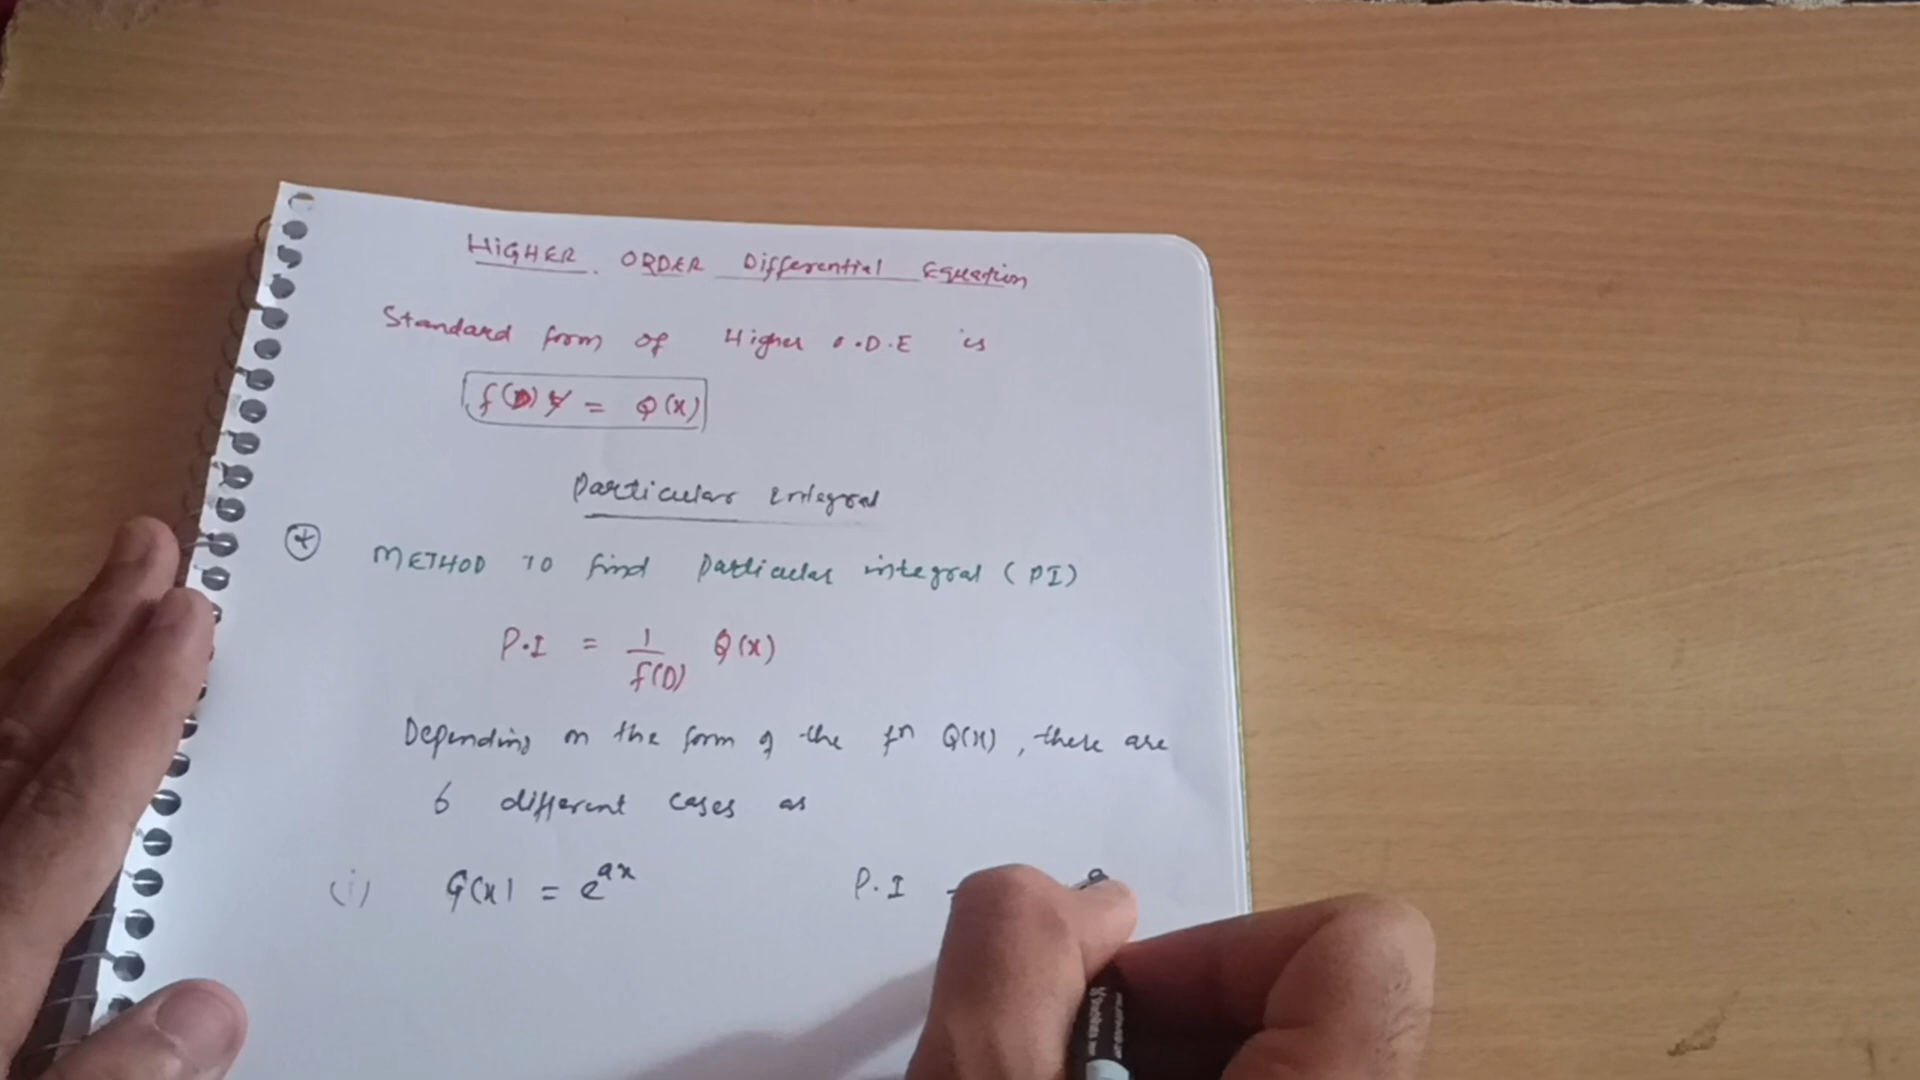 HIGHER ORDER Differential Equation
Standard form of Higher O.D.E is
f(D)y = Q(x)
Particular integral
METHOD TO find Particular integral (PI)
P.I = 1/f(D) Q(x)
Depending on the form of the fn Q(x), there are
6 different cases as
(i) Q(x) = e^ax P.I